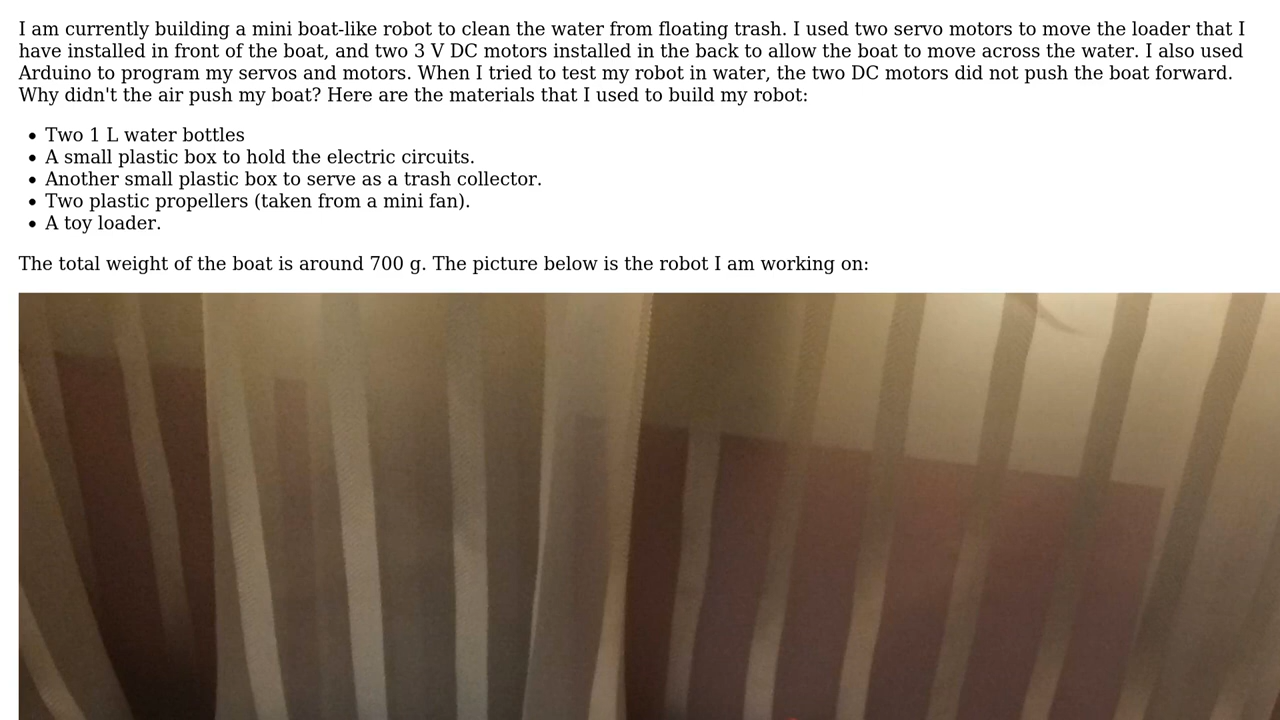 I am currently building a mini boat-like robot to clean the water from floating trash. I used two servo motors to move the loader that I
have installed in front of the boat, and two 3 V DC motors installed in the back to allow the boat to move across the water. I also used
Arduino to program my servos and motors. When I tried to test my robot in water, the two DC motors did not push the boat forward.
Why didn't the air push my boat? Here are the materials that I used to build my robot:
• Two 1 L water bottles
• A small plastic box to hold the electric circuits.
• Another small plastic box to serve as a trash collector.
• Two plastic propellers (taken from a mini fan).
• A toy loader.
The total weight of the boat is around 700 g. The picture below is the robot I am working on: